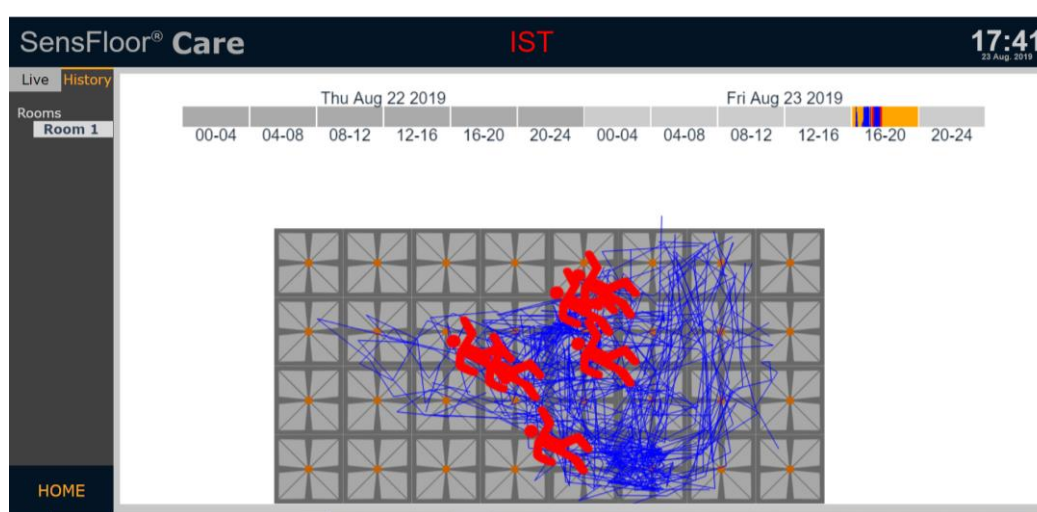 SensFloor® Care
IST
17:41
23 Aug. 2019
Live History
Rooms
Room 1
Thu Aug 22 2019 Fri Aug 23 2019
00-04 04-08 08-12 12-16 16-20 20-24 00-04 04-08 08-12 12-16 16-20 20-24
HOME